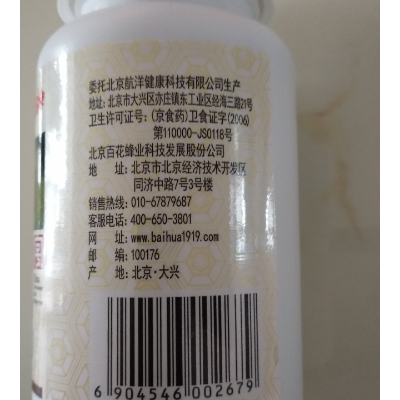 委托北京航洋健康科技有限公司生产
地址:北京市大兴区亦庄镇东工业区经海三路21号
卫生许可证号:(京食药)卫食证字(2006)
第110000-JS0118号
北京百花蜂业科技发展股份公司
地 址:北京市北京经济技术开发区
同济中路7号3号楼
销售热线:010-67879687
客服电话:400-650-3801
网 址:www.baihua1919.com
邮 编:100176
产 地:北京·大兴
6 904546 002679